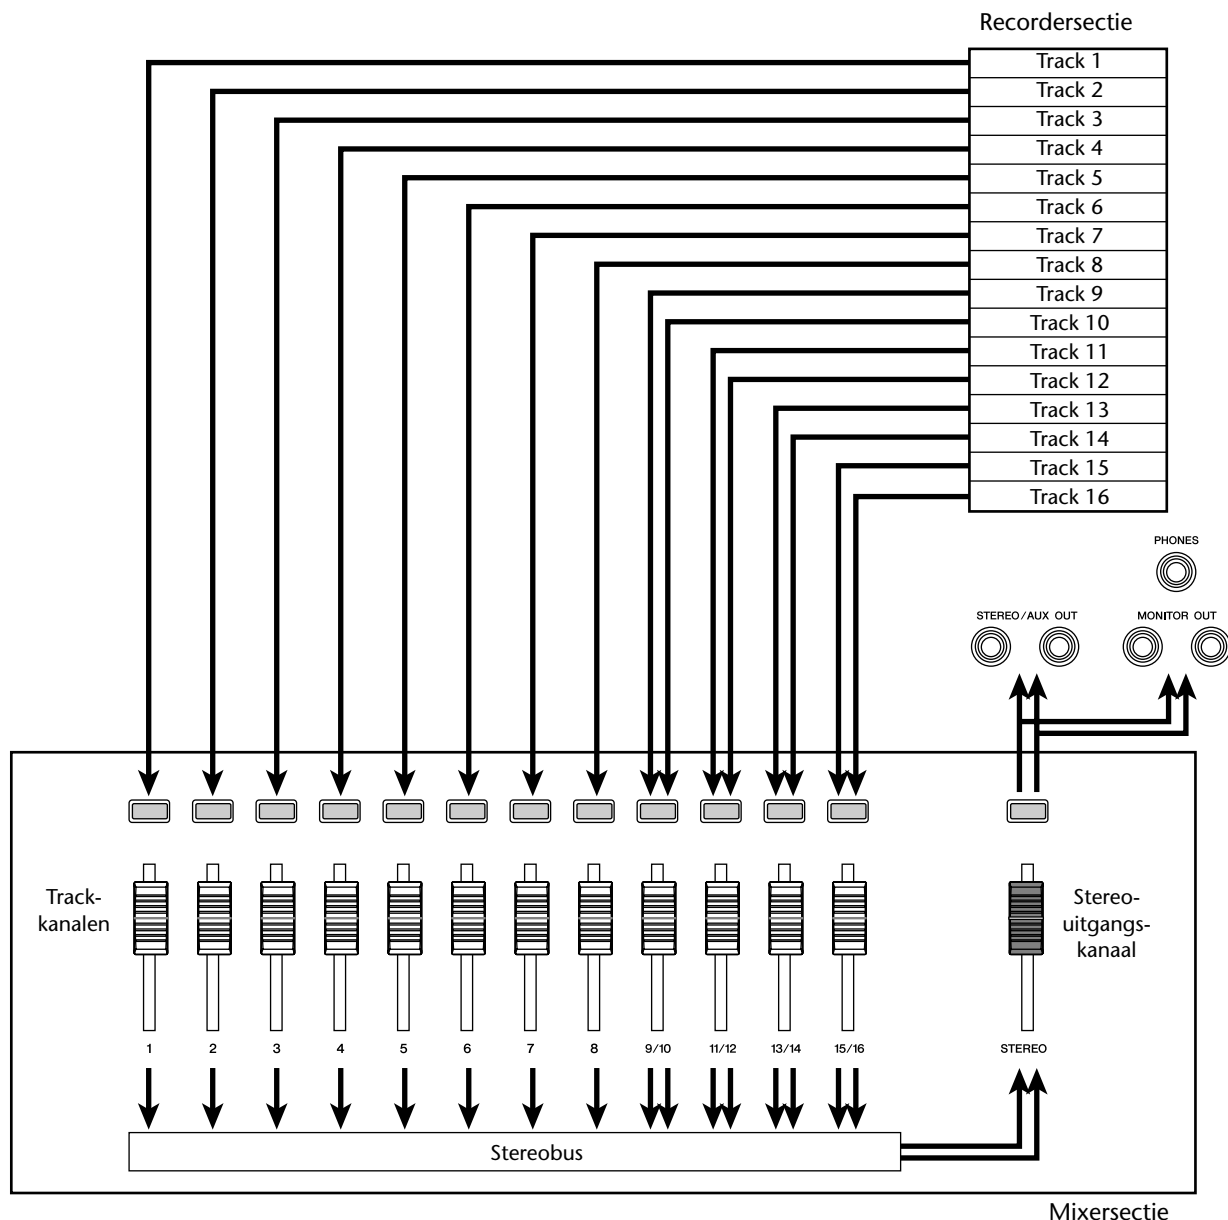 Recordersectie
Track 1
Track 2
Track 3
Track 4
Track 5
Track 6
Track 7
Track 8
Track 9
Track 10
Track 11
Track 12
Track 13
Track 14
Track 15
Track 16
PHONES
STEREO/AUX OUT
MONITOR OUT
Track-
kanalen
Stereo-
uitgangs-
kanaal
1 2 3 4 5 6 7 8 9/10 11/12 13/14 15/16 STEREO
Stereobus
Mixersectie